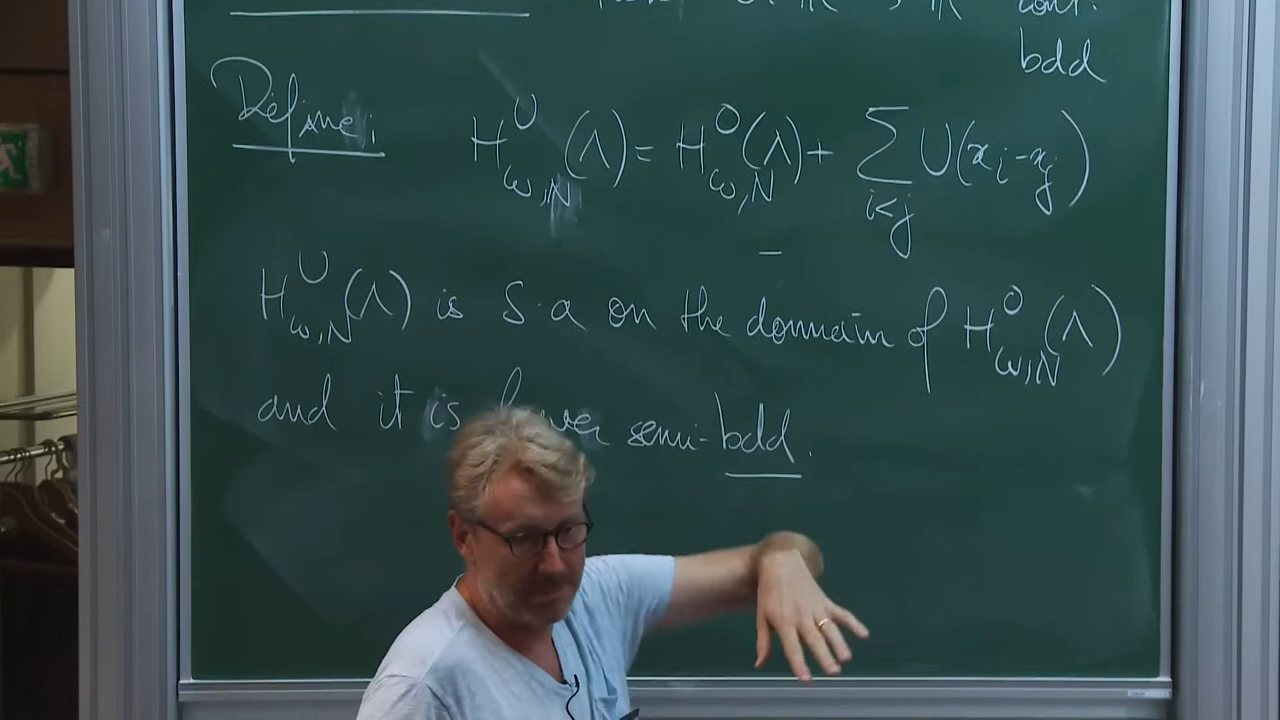 cont.
bdd
Define: H^U_{ω,N}(Λ) = H^0_{ω,N}(Λ) + ∑_{i<j} U(x_i - x_j)
H^U_{ω,N}(Λ) is s.a on the domain of H^0_{ω,N}(Λ)
and it is lower semi-bdd.